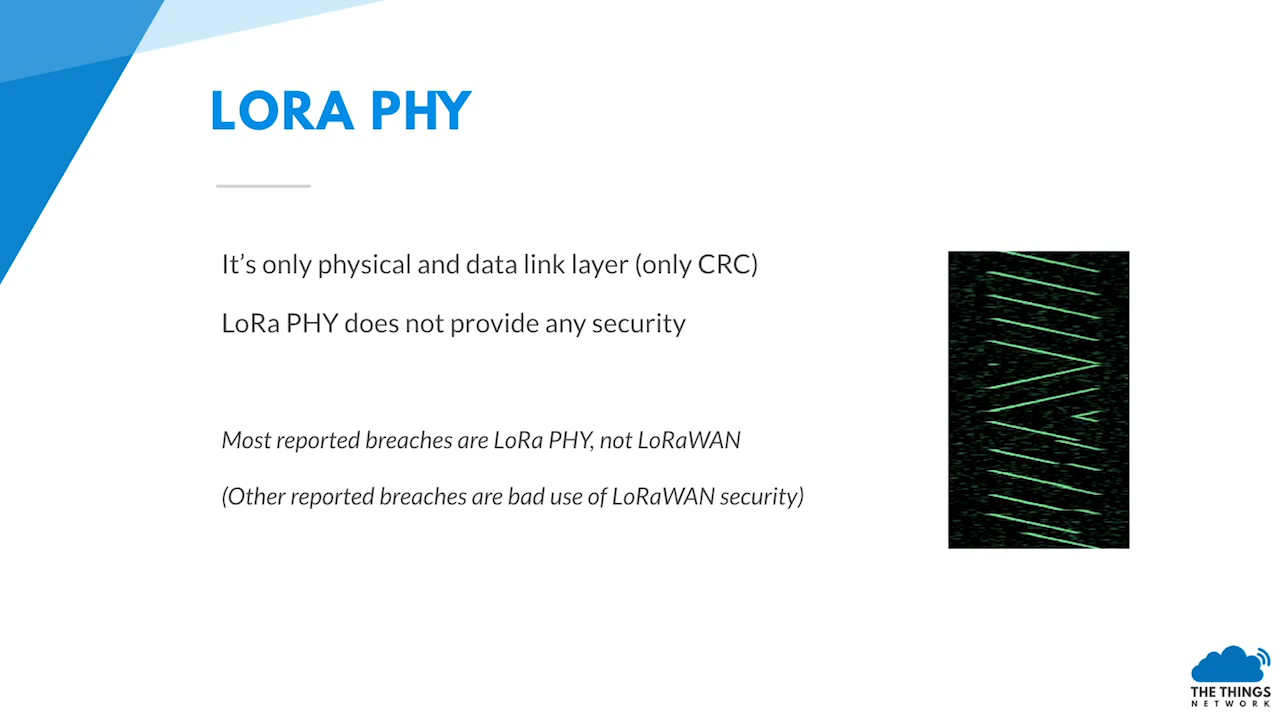 LORA PHY
It’s only physical and data link layer (only CRC)
LoRa PHY does not provide any security
Most reported breaches are LoRa PHY, not LoRaWAN
(Other reported breaches are bad use of LoRaWAN security)
THE THINGS
NETWORK